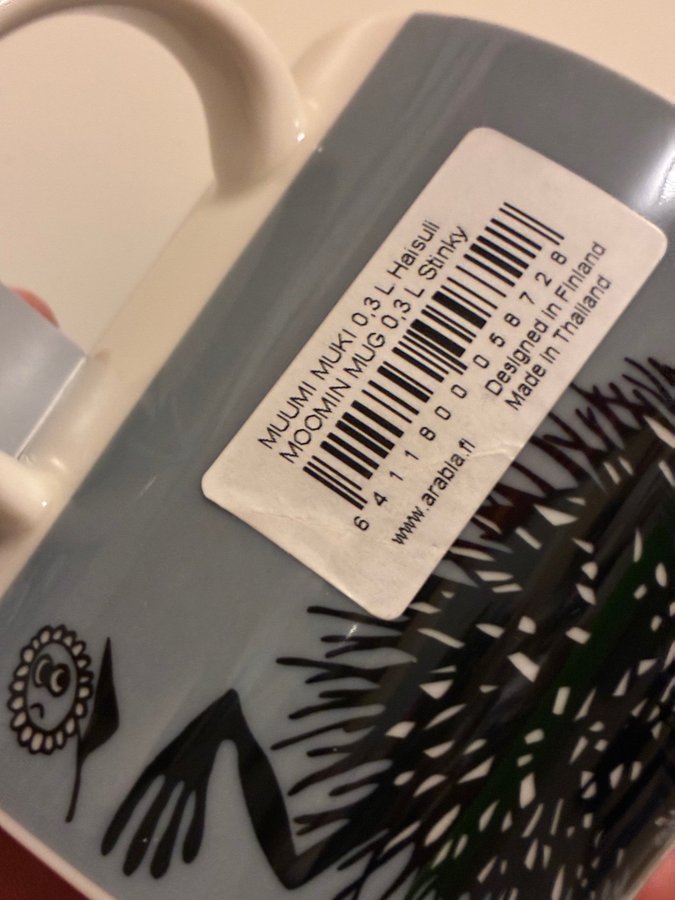 MUUMI MUKI 0,3 L Haisuli
MOOMIN MUG 0,3 L Stinky
6 411800 058728
www.arabia.fi
Designed in Finland
Made in Thailand